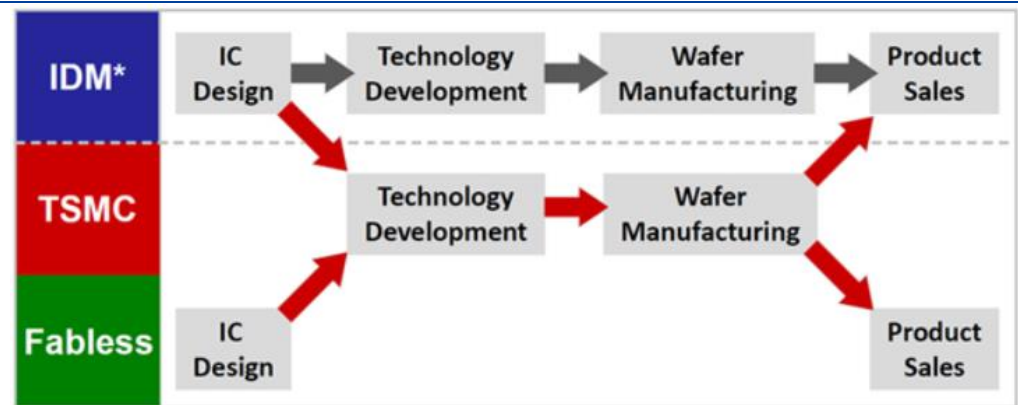 IDM*
IC
Design
Technology
Development
Wafer
Manufacturing
Product
Sales
TSMC
Technology
Development
Wafer
Manufacturing
Fabless
IC
Design
Product
Sales